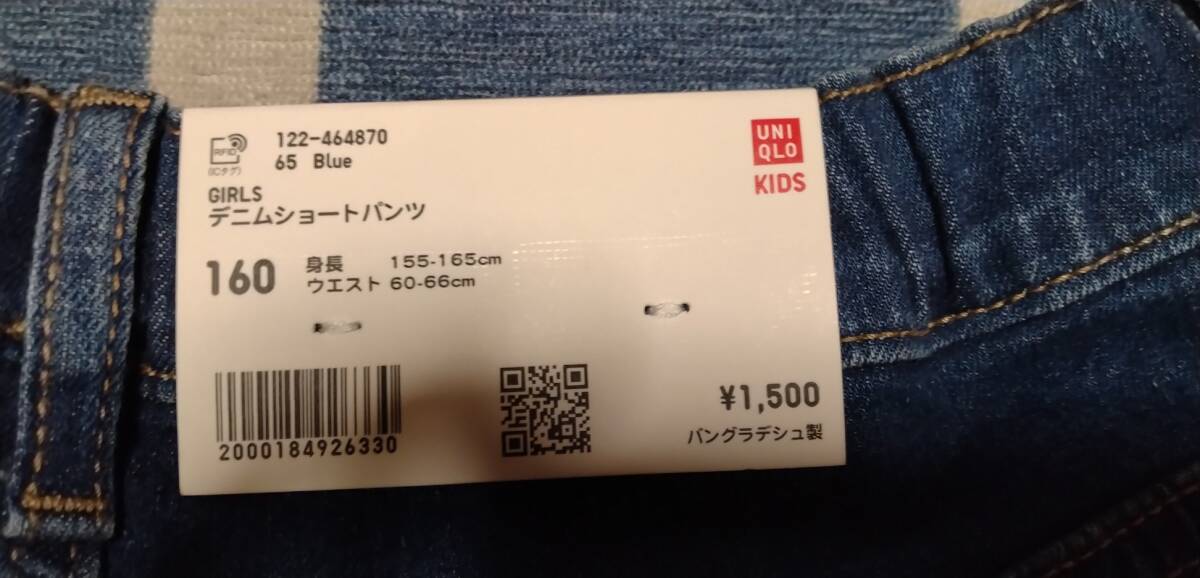 RFID
(ICタグ)
122-464870
65 Blue
UNI
QLO
KIDS
GIRLS
デニムショートパンツ
160
身長 155-165cm
ウエスト 60-66cm
2000184926330
¥1,500
バングラデシュ製